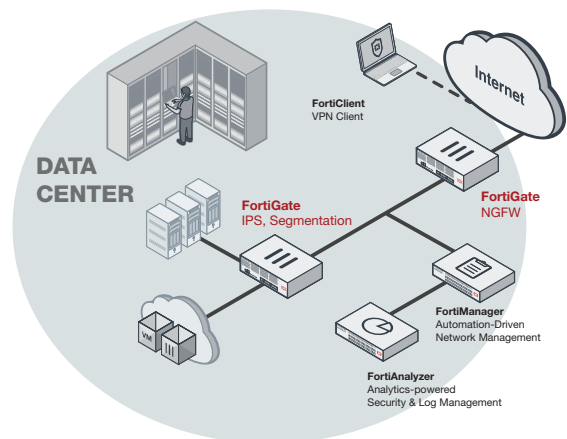 Internet
FortiClient
VPN Client
DATA
CENTER
FortiGate
IPS, Segmentation
FortiGate
NGFW
VM
FortiManager
Automation-Driven
Network Management
FortiAnalyzer
Analytics-powered
Security & Log Management